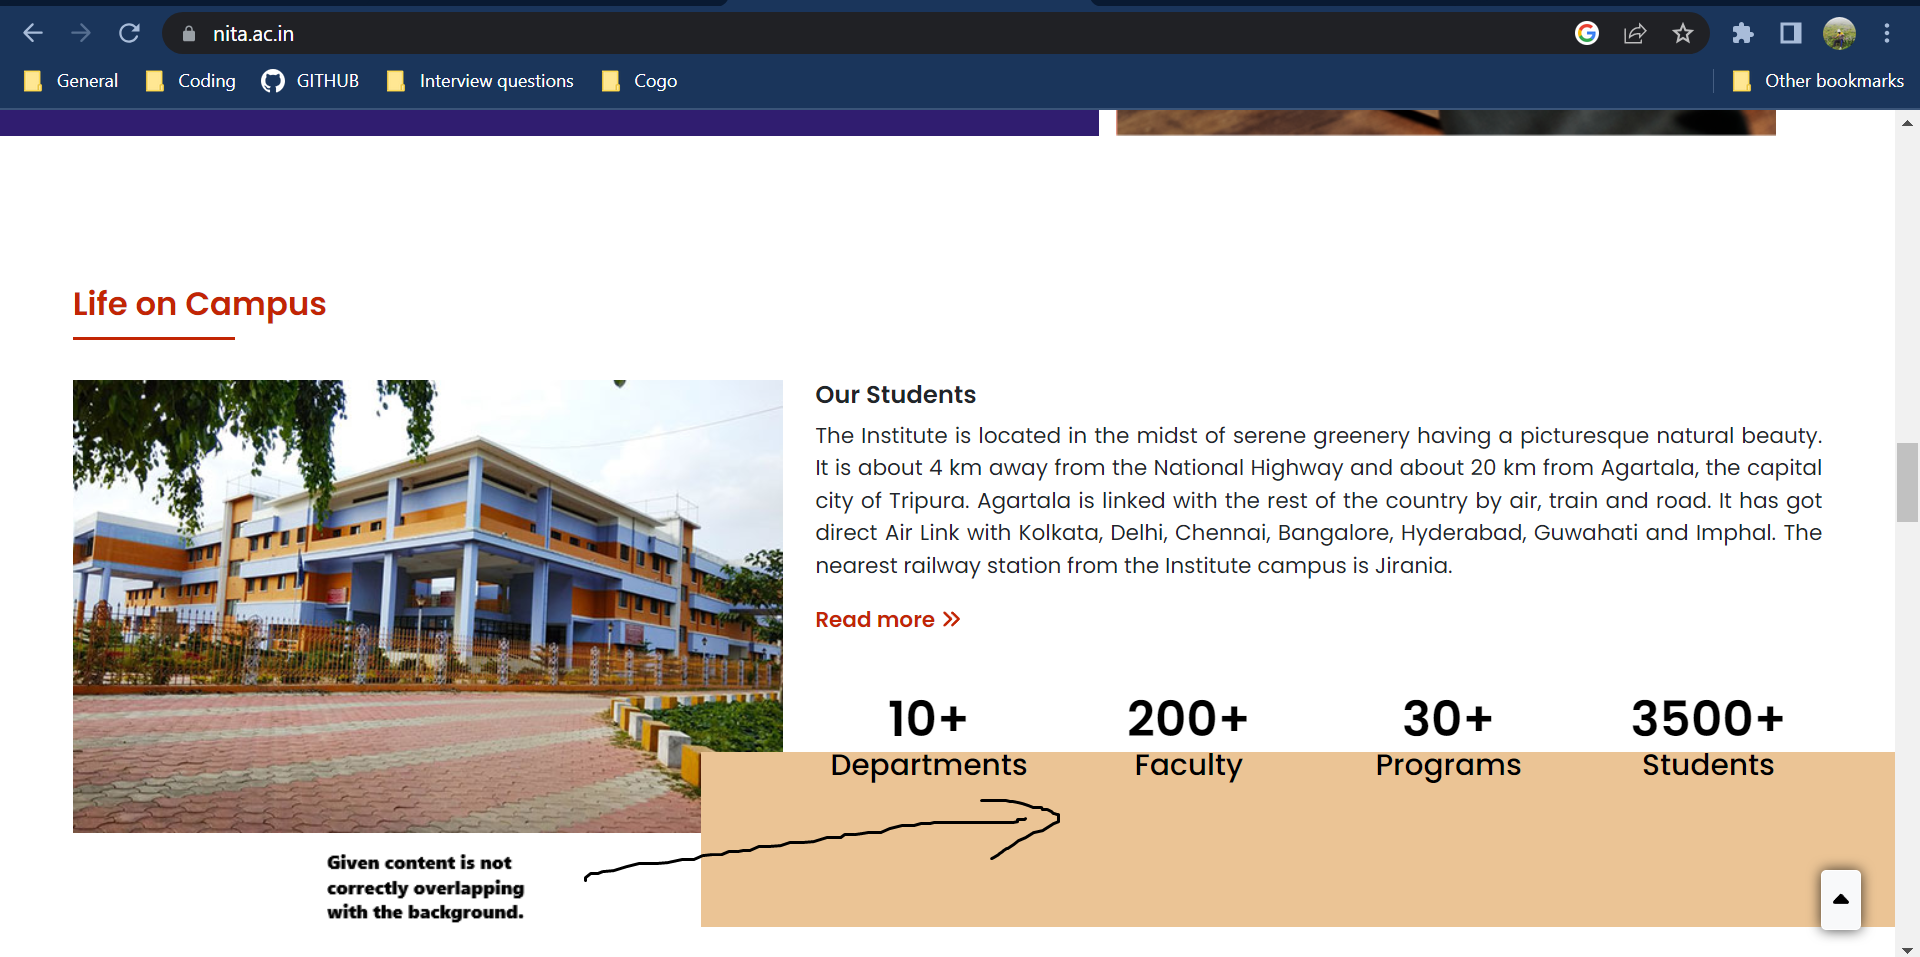 nita.ac.in
General Coding GITHUB Interview questions Cogo Other bookmarks
Life on Campus
Our Students
The Institute is located in the midst of serene greenery having a picturesque natural beauty.
It is about 4 km away from the National Highway and about 20 km from Agartala, the capital
city of Tripura. Agartala is linked with the rest of the country by air, train and road. It has got
direct Air Link with Kolkata, Delhi, Chennai, Bangalore, Hyderabad, Guwahati and Imphal. The
nearest railway station from the Institute campus is Jirania.
Read more »
10+ 200+ 30+ 3500+
Departments Faculty Programs Students
Given content is not
correctly overlapping
with the background.